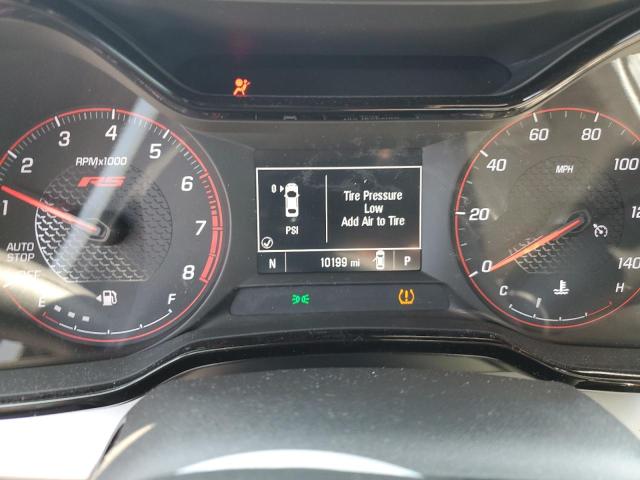 1
2
3
4
5
6
7
8
RPMx1000
RS
AUTO
STOP
OFF
E
F
0
PSI
Tire Pressure
Low
Add Air to Tire
N
10199 mi
P
0
20
40
60
80
100
140
MPH
C
H